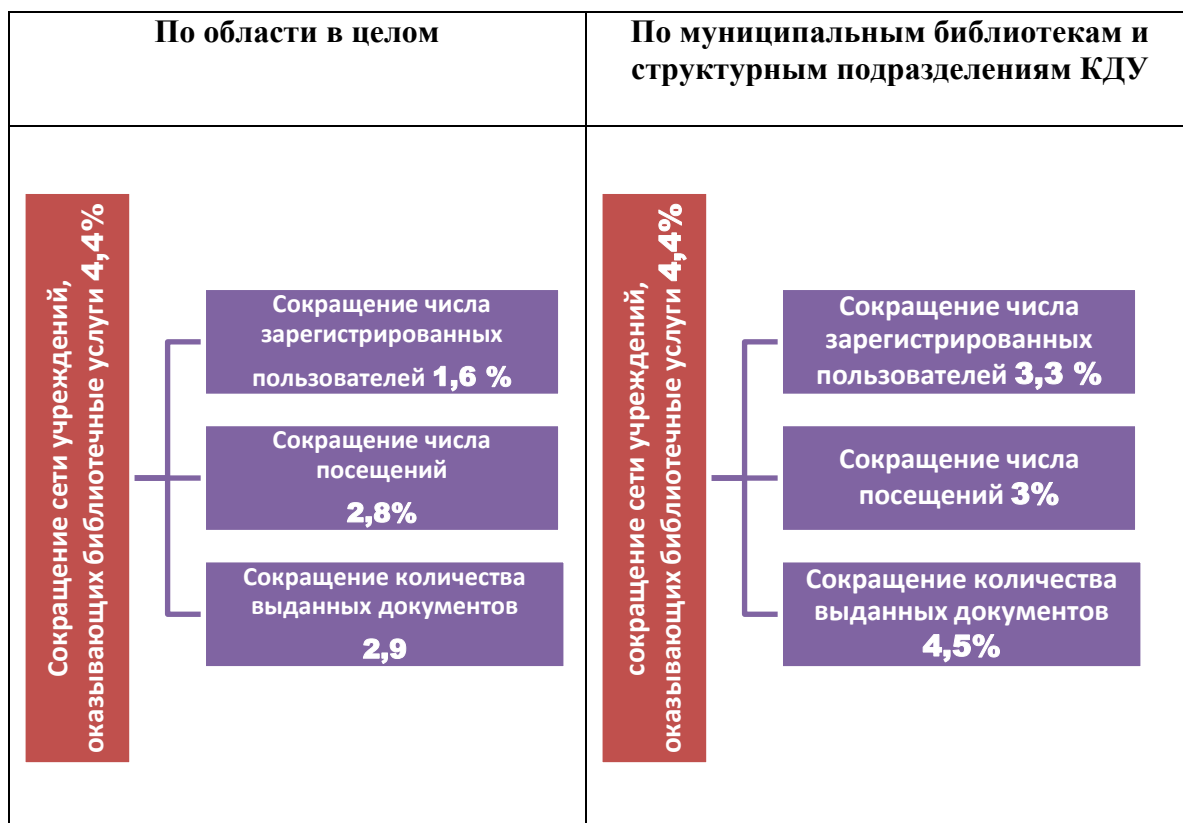 По области в целом
По муниципальным библиотекам и
структурным подразделениям КДУ
Сокращение сети учреждений,
оказывающих библиотечные услуги 4,4%
Сокращение числа
зарегистрированных
пользователей 1,6 %
Сокращение числа
посещений
2,8%
Сокращение количества
выданных документов
2,9
сокращение сети учреждений,
оказывающих библиотечные услуги 4,4%
Сокращение числа
зарегистрированных
пользователей 3,3 %
Сокращение числа
посещений 3%
Сокращение количества
выданных документов
4,5%